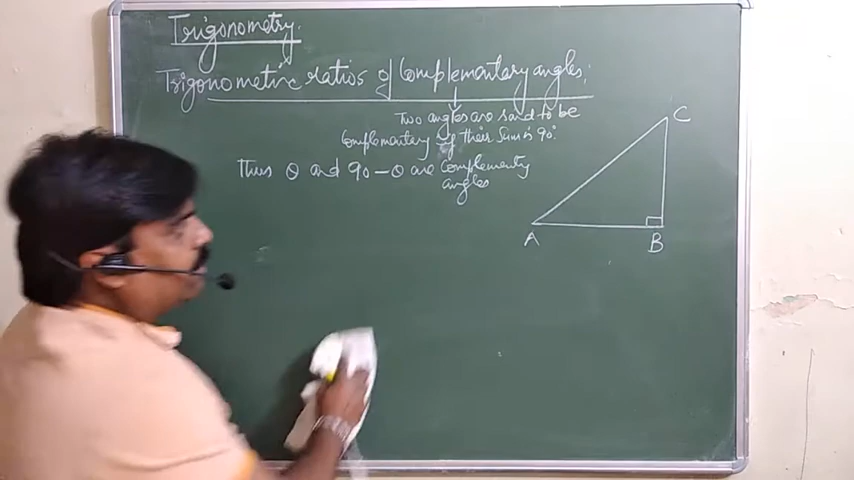 Trigonometry.
Trigonometric ratios of Complementary angles:
Two angles are said to be
Complementary if their sum is 90°.
Thus θ and 90 - θ are complementy
angles
C
A
B